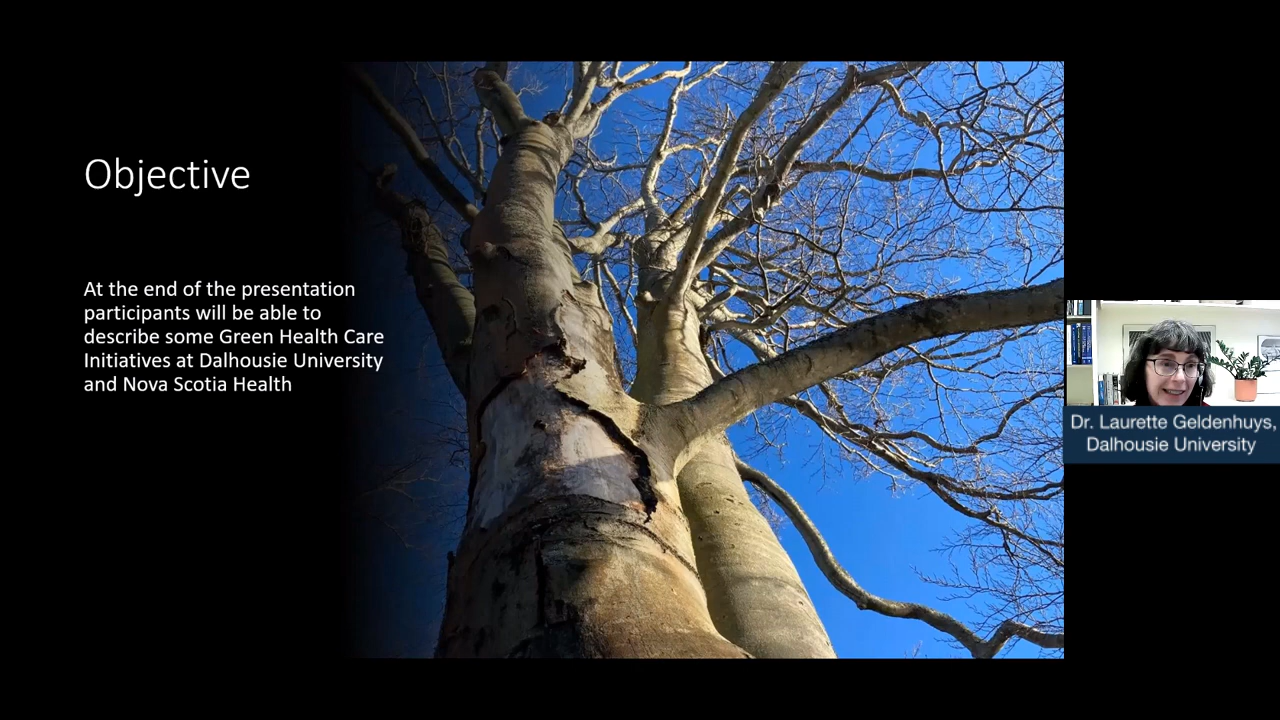 Objective
At the end of the presentation
participants will be able to
describe some Green Health Care
Initiatives at Dalhousie University
and Nova Scotia Health
Dr. Laurette Geldenhuys,
Dalhousie University